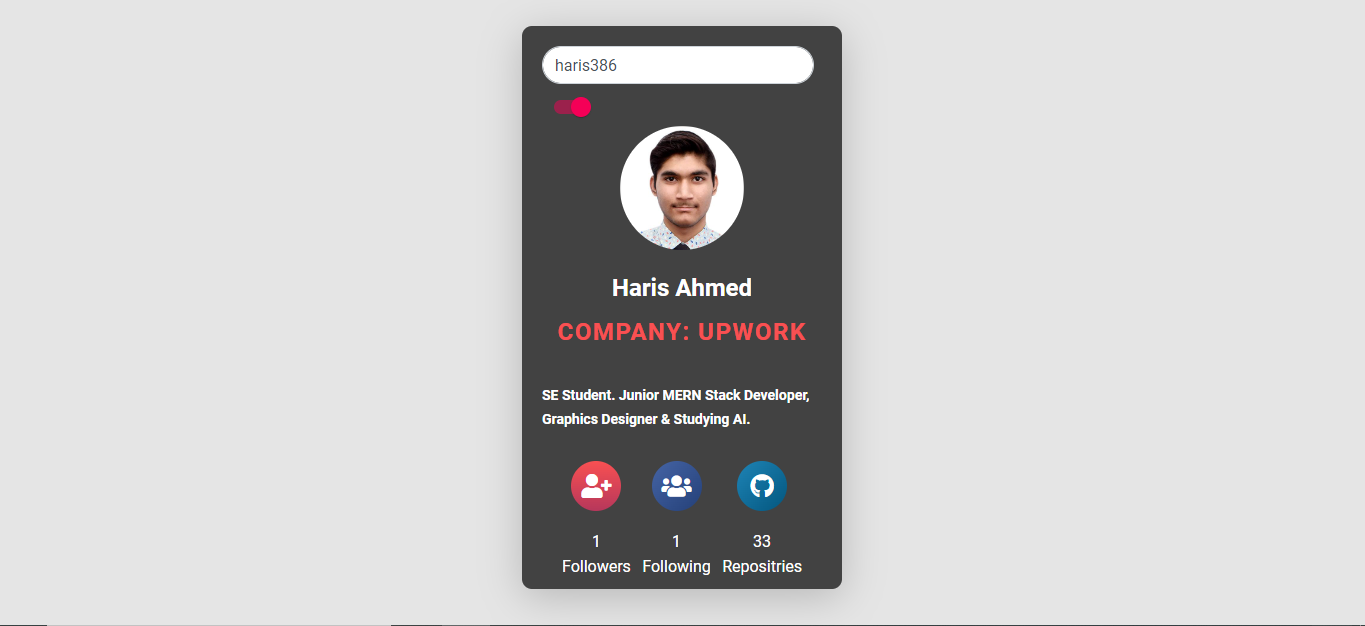 haris386
Haris Ahmed
COMPANY: UPWORK
SE Student. Junior MERN Stack Developer,
Graphics Designer & Studying AI.
1 1 33
Followers Following Repositries